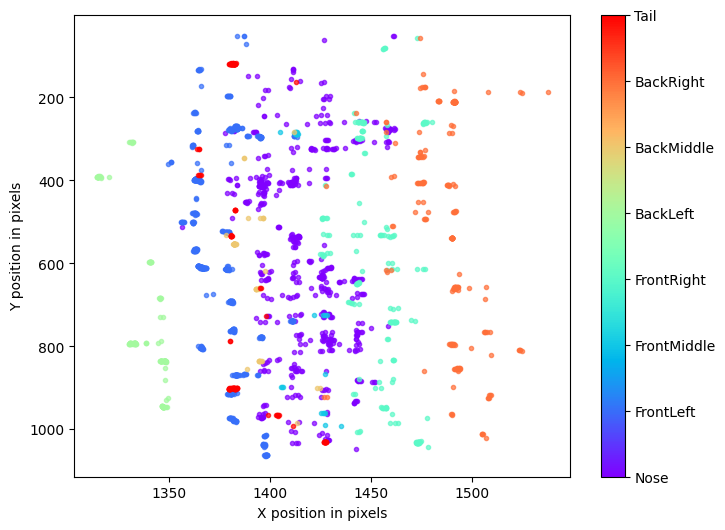 Y position in pixels
200
400
600
800
1000
1350
1400
1450
1500
X position in pixels
Tail
BackRight
BackMiddle
BackLeft
FrontRight
FrontMiddle
FrontLeft
Nose